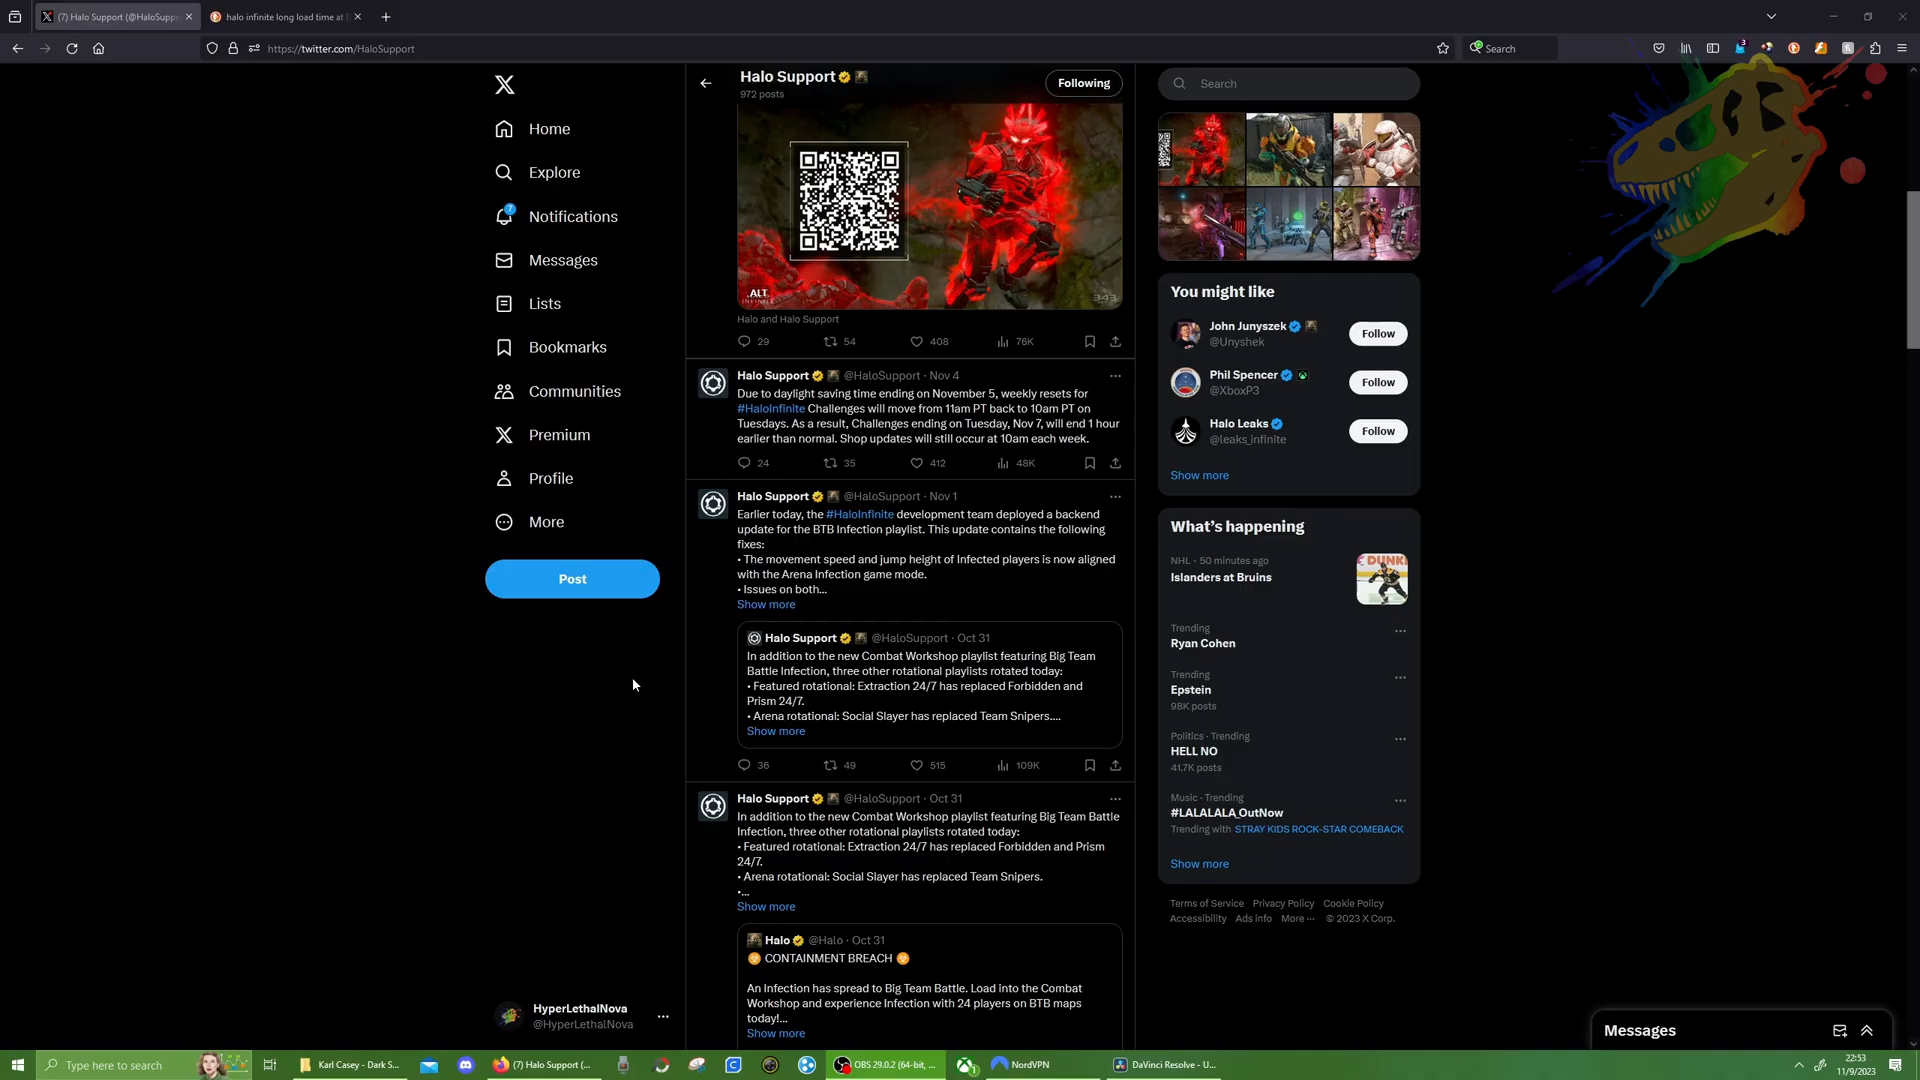 (7) Halo Support (@HaloSuppo
halo infinite long load time at D
https://twitter.com/HaloSupport
Search
3
Home
Explore
7
Notifications
Messages
Lists
Bookmarks
Communities
Premium
Profile
More
Post
HyperLethalNova
@HyperLethalNova
Halo Support
972 posts
Following
ALT
INFINITE
343
Halo and Halo Support
29 54 408 76K
Halo Support @HaloSupport · Nov 4
Due to daylight saving time ending on November 5, weekly resets for
#HaloInfinite Challenges will move from 11am PT back to 10am PT on
Tuesdays. As a result, Challenges ending on Tuesday, Nov 7, will end 1 hour
earlier than normal. Shop updates will still occur at 10am each week.
24 35 412 48K
Halo Support @HaloSupport · Nov 1
Earlier today, the #HaloInfinite development team deployed a backend
update for the BTB Infection playlist. This update contains the following
fixes:
• The movement speed and jump height of Infected players is now aligned
with the Arena Infection game mode.
• Issues on both...
Show more
Halo Support @HaloSupport · Oct 31
In addition to the new Combat Workshop playlist featuring Big Team
Battle Infection, three other rotational playlists rotated today:
• Featured rotational: Extraction 24/7 has replaced Forbidden and
Prism 24/7.
• Arena rotational: Social Slayer has replaced Team Snipers....
Show more
36 49 515 109K
Halo Support @HaloSupport · Oct 31
In addition to the new Combat Workshop playlist featuring Big Team Battle
Infection, three other rotational playlists rotated today:
• Featured rotational: Extraction 24/7 has replaced Forbidden and Prism
24/7.
• Arena rotational: Social Slayer has replaced Team Snipers.
•...
Show more
Halo @Halo · Oct 31
CONTAINMENT BREACH
An Infection has spread to Big Team Battle. Load into the Combat
Workshop and experience Infection with 24 players on BTB maps
today!...
Show more
Search
You might like
John Junyszek
@Unyshek
Follow
Phil Spencer
@XboxP3
Follow
Halo Leaks
@leaks_infinite
Follow
Show more
What's happening
NHL · 50 minutes ago
Islanders at Bruins
DUNKI
Trending
Ryan Cohen
Trending
Epstein
98K posts
Politics · Trending
HELL NO
41.7K posts
Music · Trending
#LALALALA_OutNow
Trending with STRAY KIDS ROCK-STAR COMEBACK
Show more
Terms of Service Privacy Policy Cookie Policy
Accessibility Ads info More ··· © 2023 X Corp.
Messages
Type here to search
Karl Casey - Dark S...
(7) Halo Support (...
OBS 29.0.2 (64-bit, ...
1
NordVPN
DaVinci Resolve - U...
22:53
11/9/2023